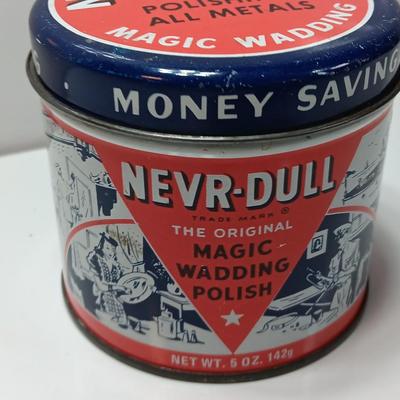 POLISHING
ALL METALS
MAGIC WADDING
MONEY SAVING
NEVR-DULL
TRADE MARK ®
THE ORIGINAL
MAGIC
WADDING
POLISH
NET WT. 5 OZ. 142g